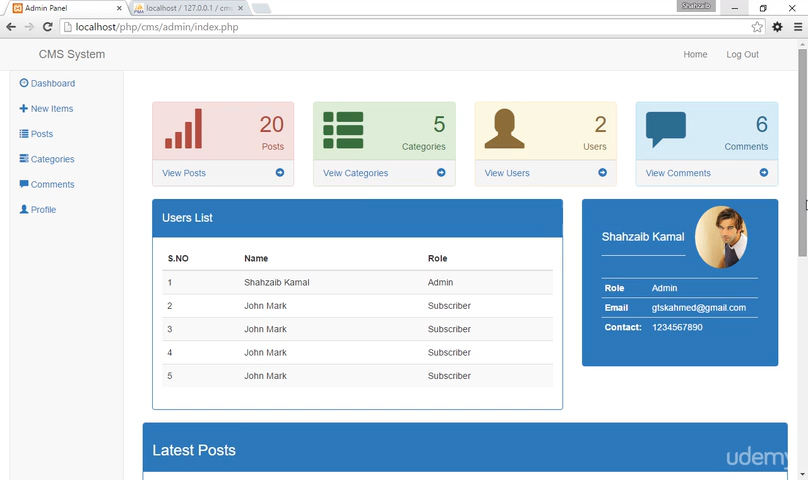 Admin Panel
localhost / 127.0.0.1 / cms
Shahzaib
localhost/php/cms/admin/index.php
CMS System
Home
Log Out
Dashboard
New Items
Posts
Categories
Comments
Profile
20
Posts
View Posts
5
Categories
Veiw Categories
2
Users
View Users
6
Comments
View Comments
Users List
S.NO Name Role
1 Shahzaib Kamal Admin
2 John Mark Subscriber
3 John Mark Subscriber
4 John Mark Subscriber
5 John Mark Subscriber
Shahzaib Kamal
Role Admin
Email gtskahmed@gmail.com
Contact: 1234567890
Latest Posts
udemy